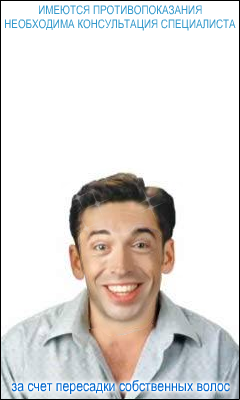 ИМЕЮТСЯ ПРОТИВОПОКАЗАНИЯ
НЕОБХОДИМА КОНСУЛЬТАЦИЯ СПЕЦИАЛИСТА
за счет пересадки собственных волос